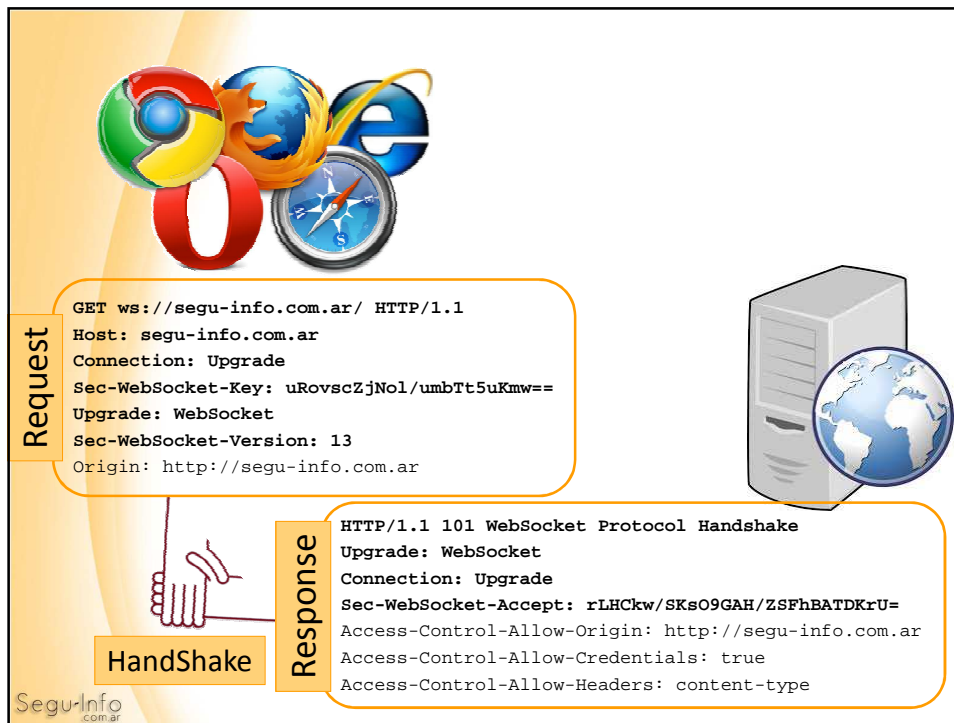 Request
GET ws://segu-info.com.ar/ HTTP/1.1
Host: segu-info.com.ar
Connection: Upgrade
Sec-WebSocket-Key: uRovscZjNol/umbTt5uKmw==
Upgrade: WebSocket
Sec-WebSocket-Version: 13
Origin: http://segu-info.com.ar
HandShake
Response
HTTP/1.1 101 WebSocket Protocol Handshake
Upgrade: WebSocket
Connection: Upgrade
Sec-WebSocket-Accept: rLHCkw/SKsO9GAH/ZSFhBATDKrU=
Access-Control-Allow-Origin: http://segu-info.com.ar
Access-Control-Allow-Credentials: true
Access-Control-Allow-Headers: content-type
Segu-Info
.com.ar
N
E
S
W